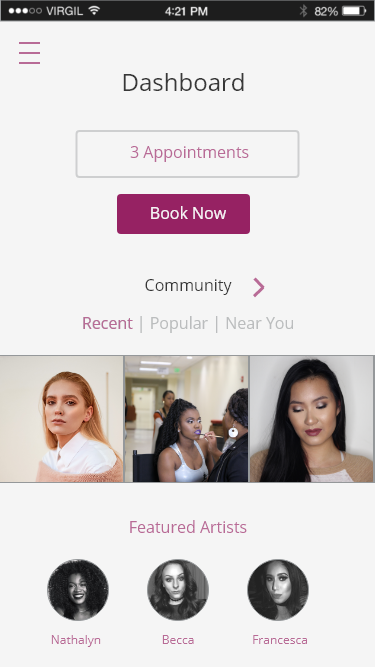 VIRGIL 4:21 PM 82%
Dashboard
3 Appointments
Book Now
Community
Recent | Popular | Near You
Featured Artists
Nathalyn Becca Francesca